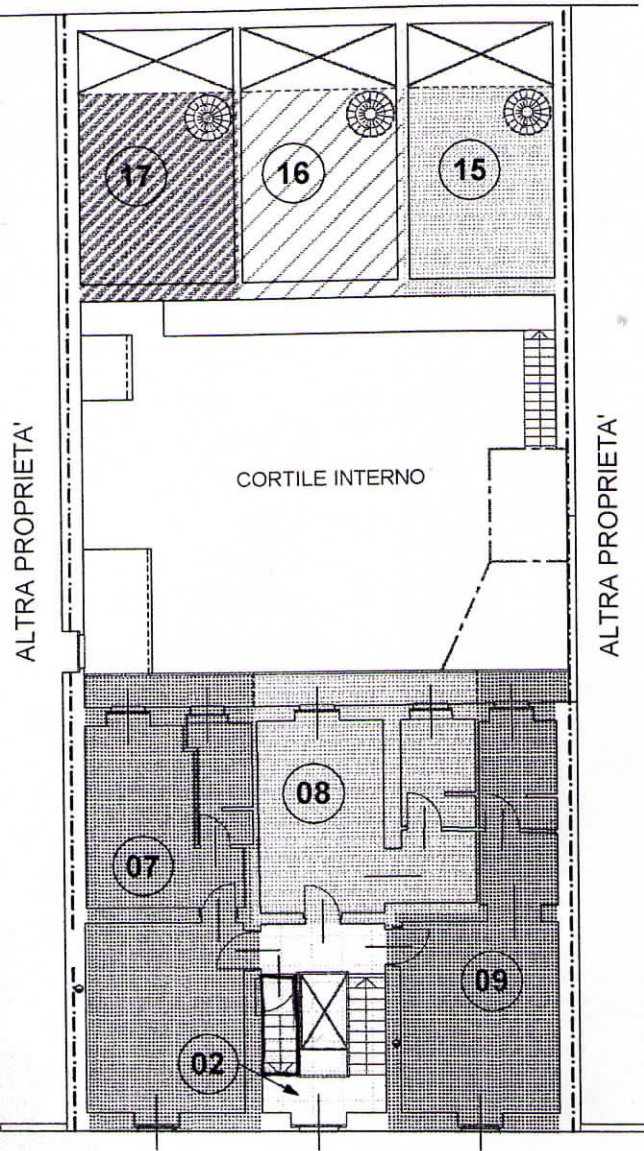 17
16
15
ALTRA PROPRIETA'
CORTILE INTERNO
ALTRA PROPRIETA'
08
07
09
02